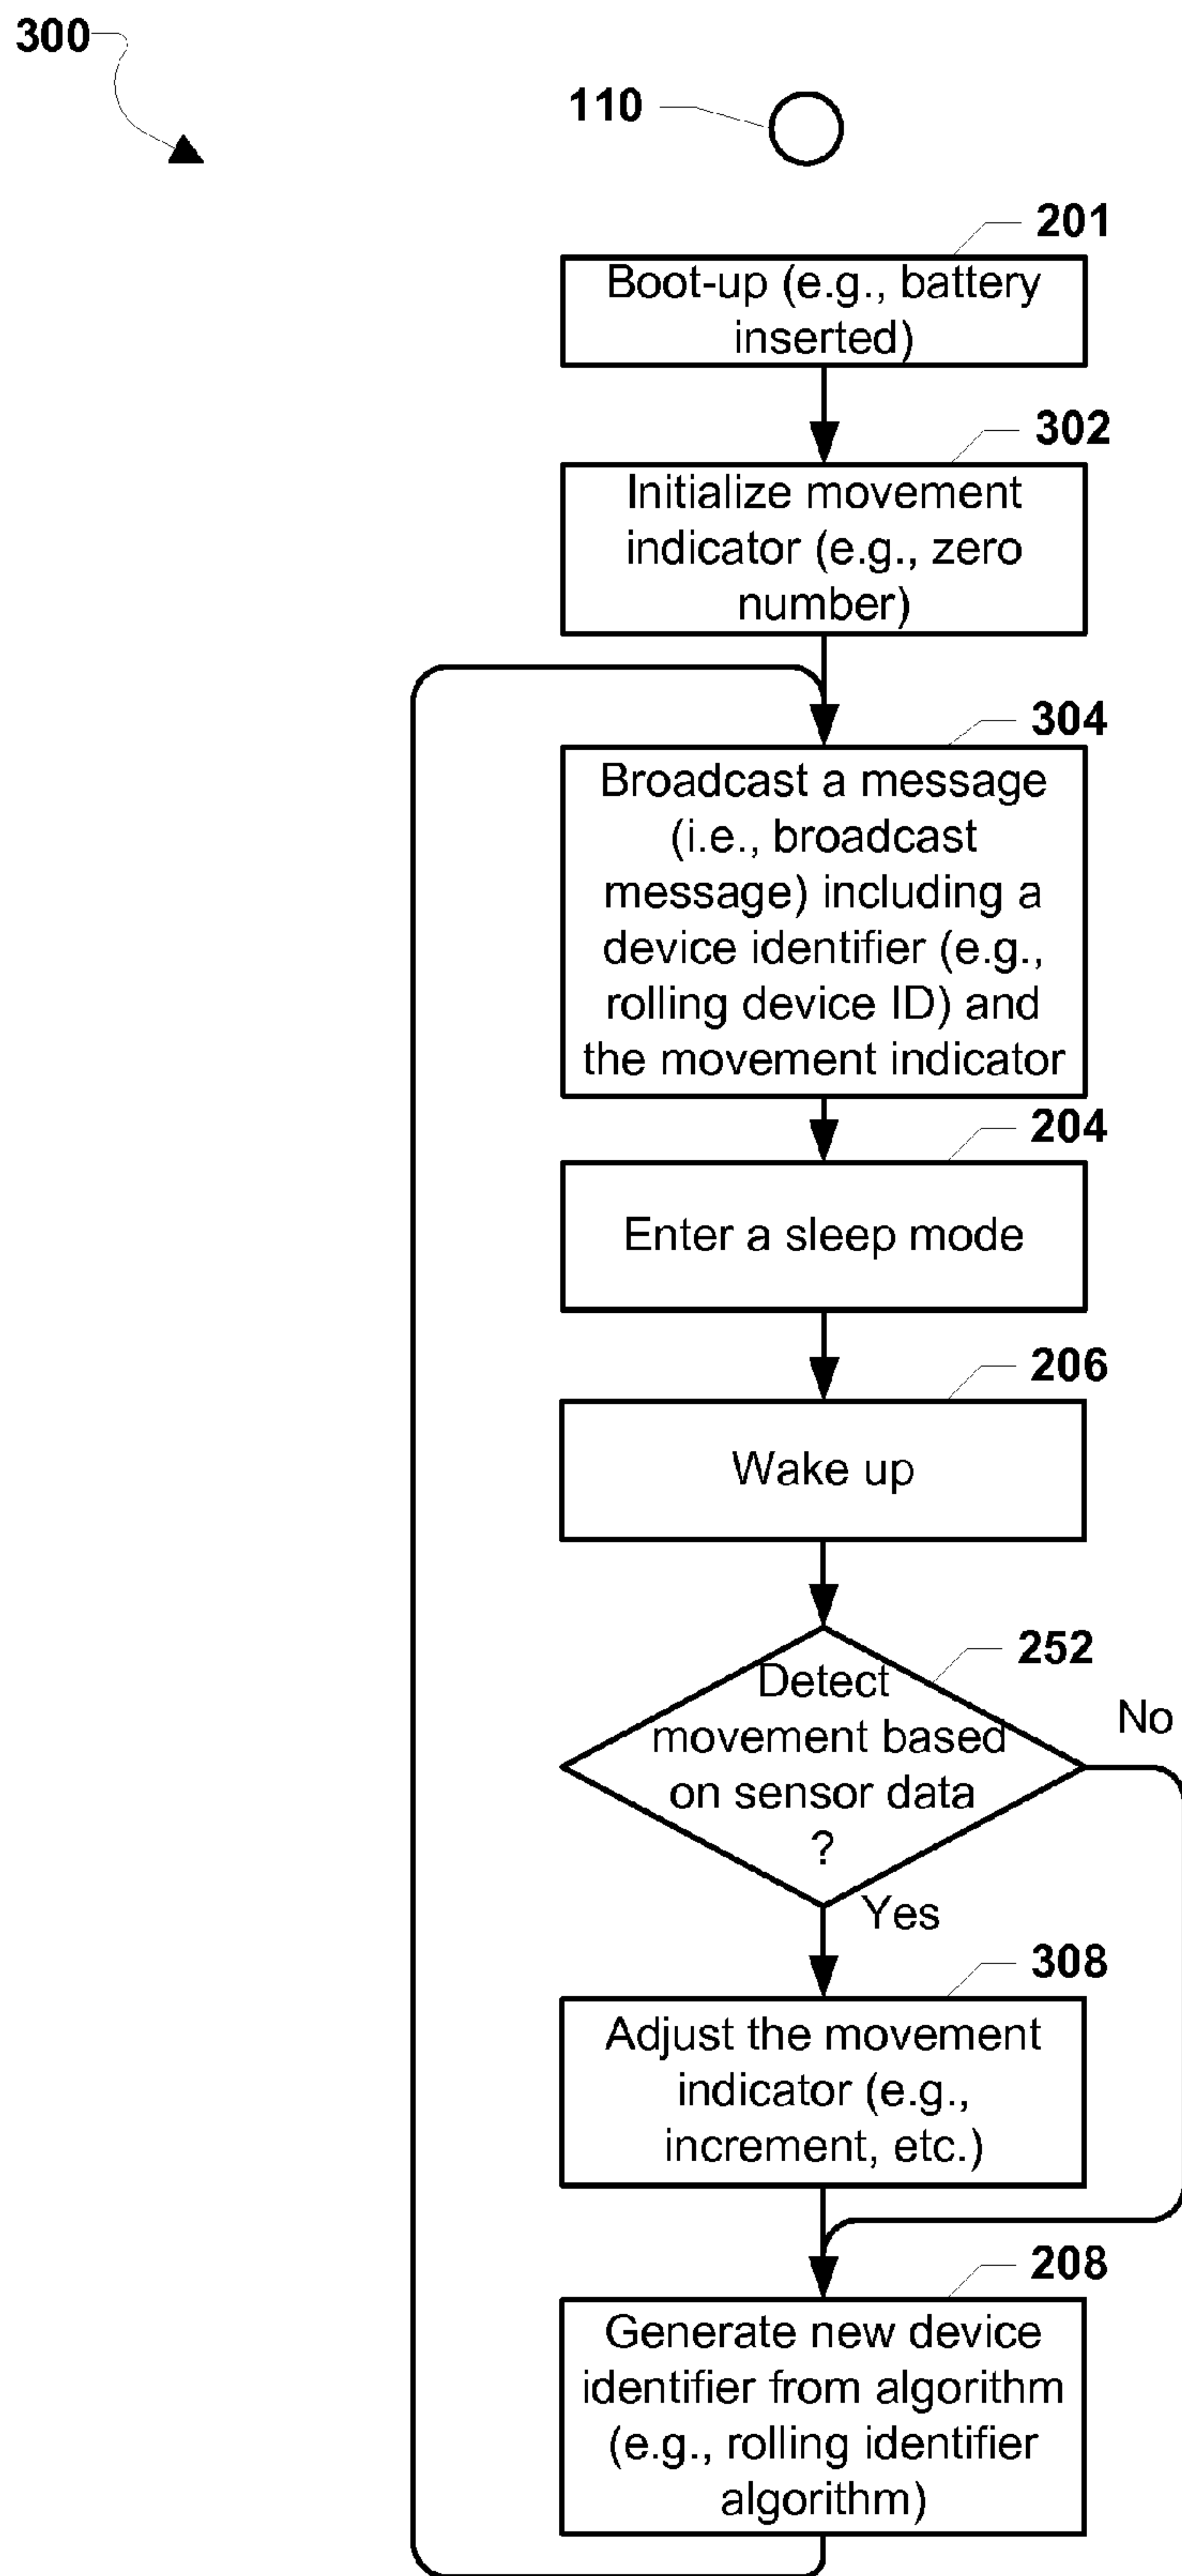 300
110
201
Boot-up (e.g., battery
inserted)
302
Initialize movement
indicator (e.g., zero
number)
304
Broadcast a message
(i.e., broadcast
message) including a
device identifier (e.g.,
rolling device ID) and
the movement indicator
204
Enter a sleep mode
206
Wake up
252
Detect
movement based
on sensor data
?
No
Yes
308
Adjust the movement
indicator (e.g.,
increment, etc.)
208
Generate new device
identifier from algorithm
(e.g., rolling identifier
algorithm)